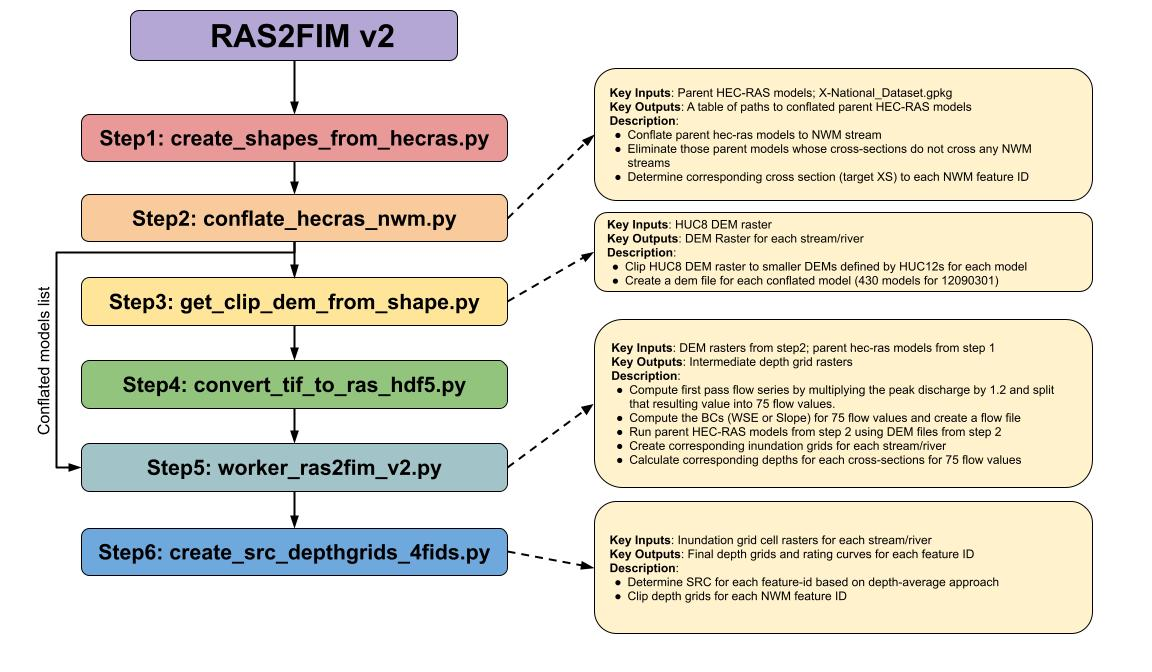 RAS2FIM v2
Step1: create_shapes_from_hecras.py
Step2: conflate_hecras_nwm.py
Step3: get_clip_dem_from_shape.py
Step4: convert_tif_to_ras_hdf5.py
Step5: worker_ras2fim_v2.py
Step6: create_src_depthgrids_4fids.py
Conflated models list
Key Inputs: Parent HEC-RAS models; X-National_Dataset.gpkg
Key Outputs: A table of paths to conflated parent HEC-RAS models
Description:
● Conflate parent hec-ras models to NWM stream
● Eliminate those parent models whose cross-sections do not cross any NWM
streams
● Determine corresponding cross section (target XS) to each NWM feature ID
Key Inputs: HUC8 DEM raster
Key Outputs: DEM Raster for each stream/river
Description:
● Clip HUC8 DEM raster to smaller DEMs defined by HUC12s for each model
● Create a dem file for each conflated model (430 models for 12090301)
Key Inputs: DEM rasters from step2; parent hec-ras models from step 1
Key Outputs: Intermediate depth grid rasters
Description:
● Compute first pass flow series by multiplying the peak discharge by 1.2 and split
that resulting value into 75 flow values.
● Compute the BCs (WSE or Slope) for 75 flow values and create a flow file
● Run parent HEC-RAS models from step 2 using DEM files from step 2
● Create corresponding inundation grids for each stream/river
● Calculate corresponding depths for each cross-sections for 75 flow values
Key Inputs: Inundation grid cell rasters for each stream/river
Key Outputs: Final depth grids and rating curves for each feature ID
Description:
● Determine SRC for each feature-id based on depth-average approach
● Clip depth grids for each NWM feature ID